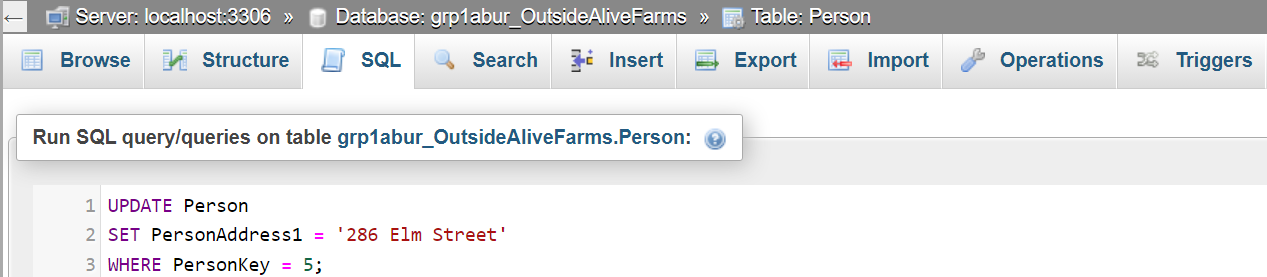 ← Server: localhost:3306 » Database: grp1abur_OutsideAliveFarms » Table: Person
Browse Structure SQL Search Insert Export Import Operations Triggers
Run SQL query/queries on table grp1abur_OutsideAliveFarms.Person: ?
1 UPDATE Person
2 SET PersonAddress1 = '286 Elm Street'
3 WHERE PersonKey = 5;